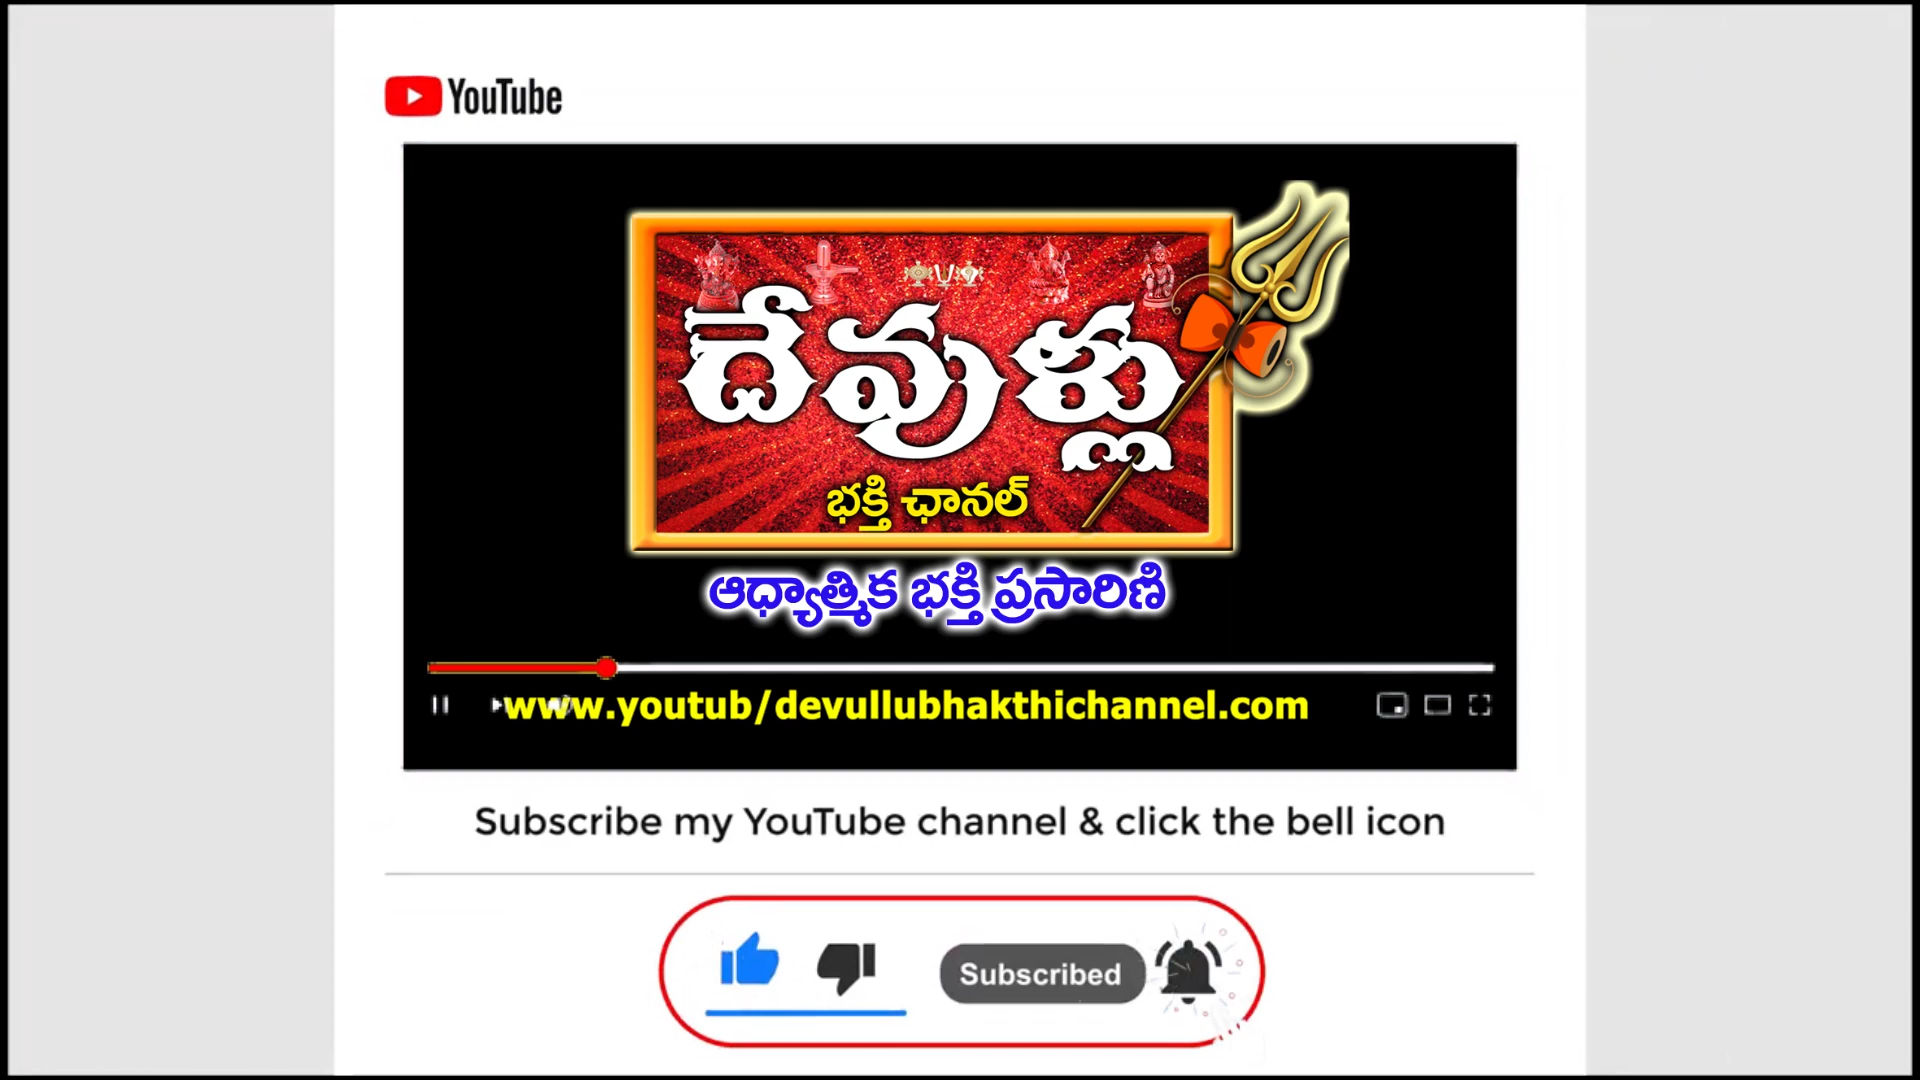 YouTube
దేవుళ్లు
భక్తి ఛానల్
ఆధ్యాత్మిక భక్తి ప్రసారిణి
www.youtub/devullubhakthichannel.com
Subscribe my YouTube channel & click the bell icon
Subscribed